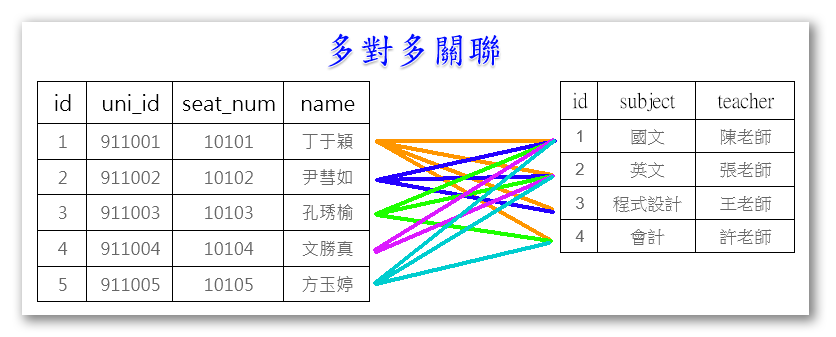 多對多關聯
id uni_id seat_num name
1 911001 10101 丁于穎
2 911002 10102 尹彗如
3 911003 10103 孔琇榆
4 911004 10104 文勝真
5 911005 10105 方玉婷
id subject teacher
1 國文 陳老師
2 英文 張老師
3 程式設計 王老師
4 會計 許老師